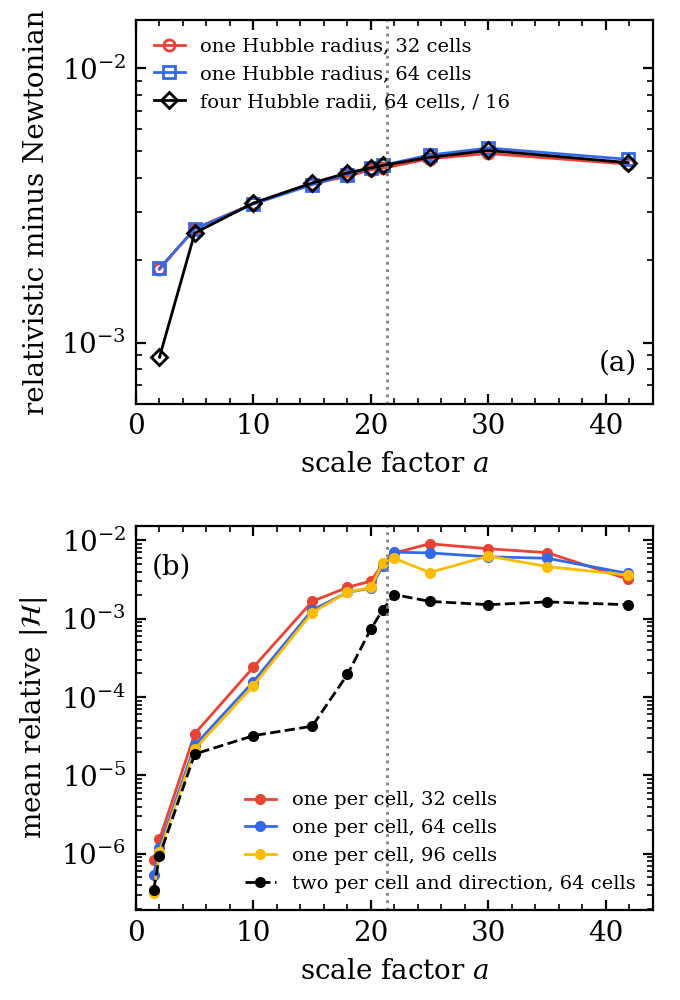 relativistic minus Newtonian
10⁻²
10⁻³
one Hubble radius, 32 cells
one Hubble radius, 64 cells
four Hubble radii, 64 cells, / 16
(a)
0 10 20 30 40
scale factor a
mean relative |ℋ|
10⁻²
10⁻³
10⁻⁴
10⁻⁵
10⁻⁶
(b)
one per cell, 32 cells
one per cell, 64 cells
one per cell, 96 cells
two per cell and direction, 64 cells
0 10 20 30 40
scale factor a